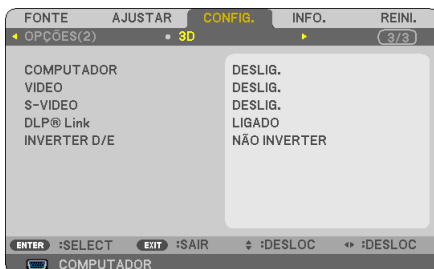 FONTE AJUSTAR CONFIG. INFO. REINI.
OPÇÕES(2) 3D 3/3
COMPUTADOR DESLIG.
VIDEO DESLIG.
S-VIDEO DESLIG.
DLP® Link LIGADO
INVERTER D/E NÃO INVERTER
ENTER :SELECT EXIT :SAIR :DESLOC :DESLOC
COMPUTADOR